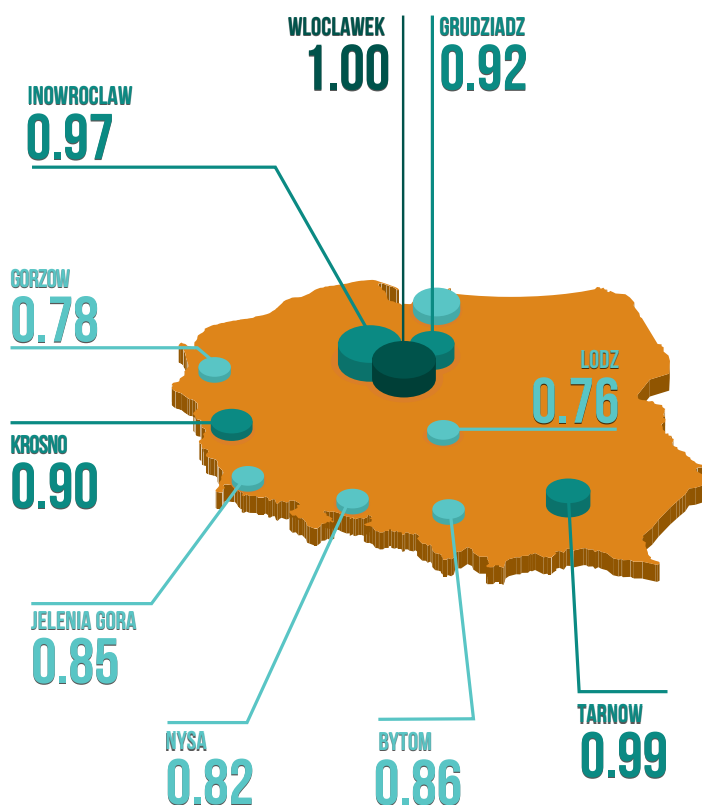 WLOCLAWEK
1.00
GRUDZIADZ
0.92
INOWROCLAW
0.97
GORZOW
0.78
LODZ
0.76
KROSNO
0.90
JELENIA GORA
0.85
NYSA
0.82
BYTOM
0.86
TARNOW
0.99